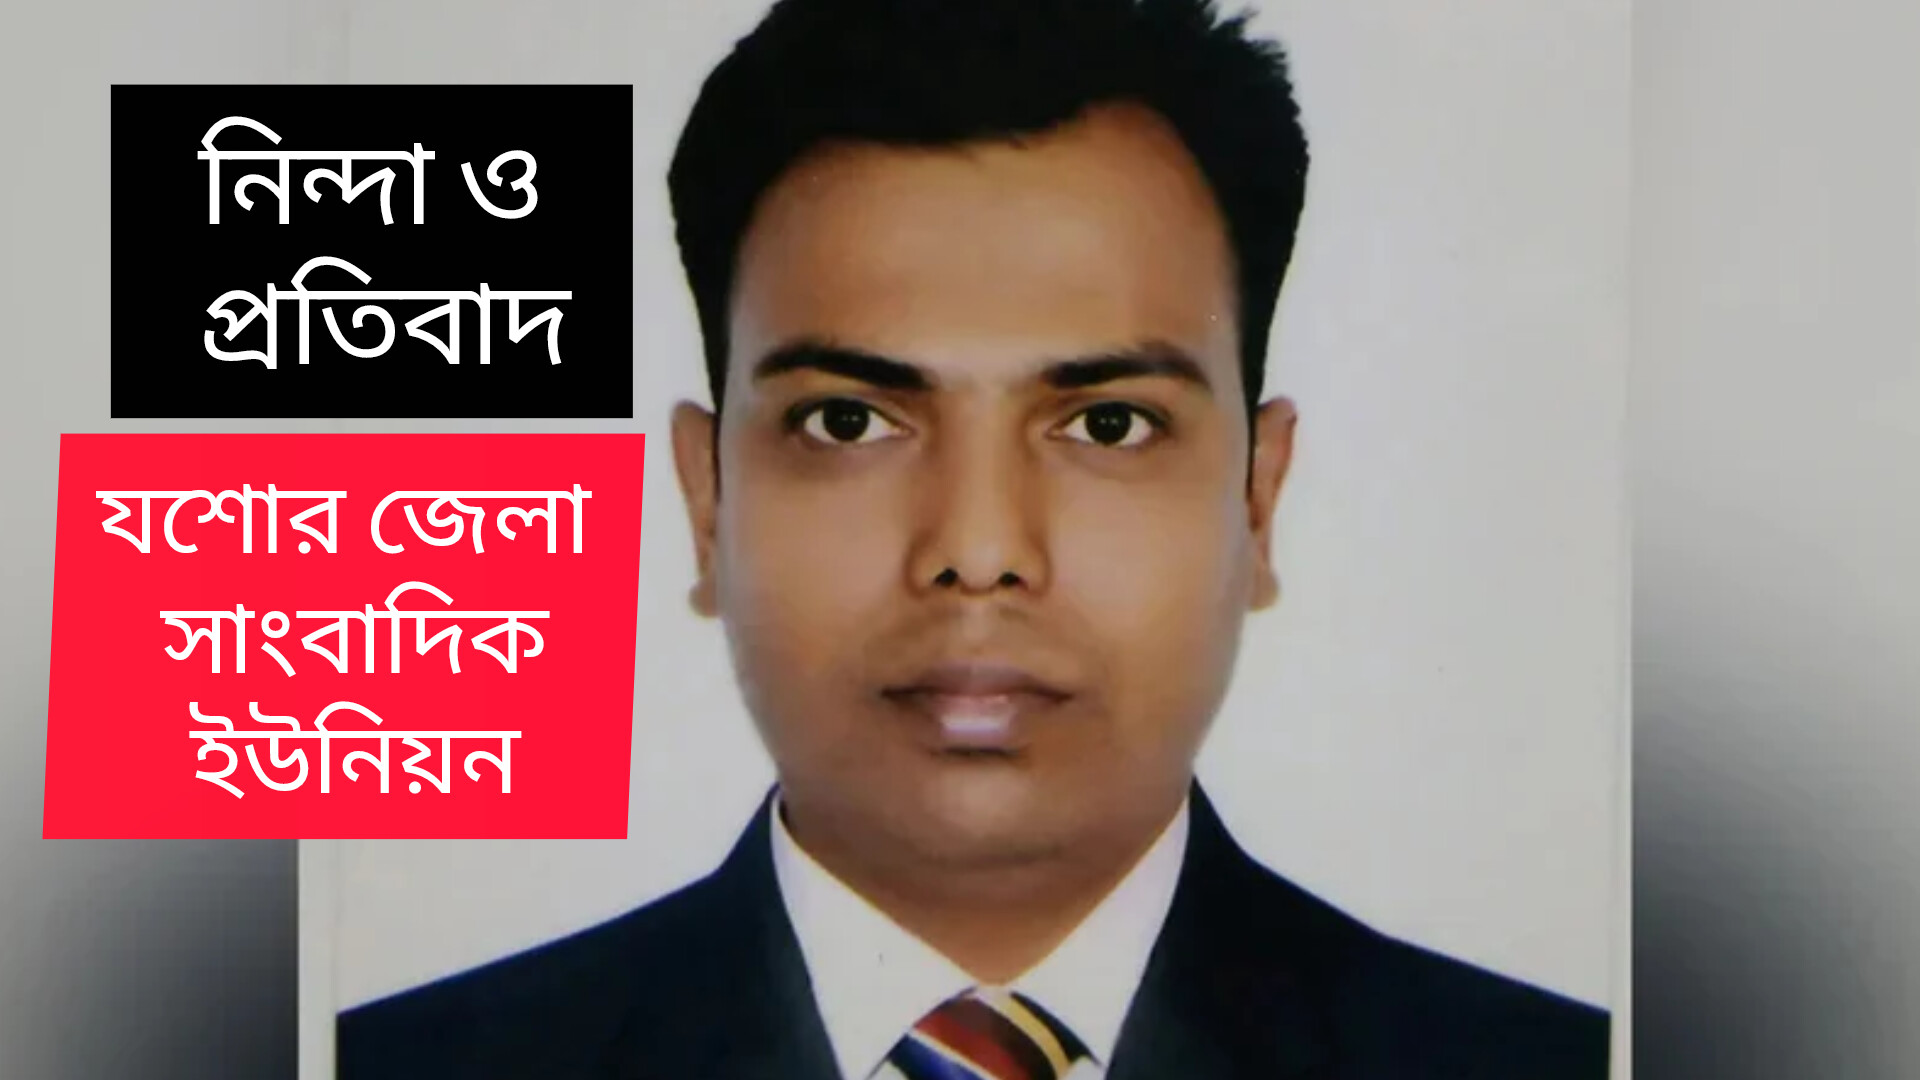 নিন্দা ও
প্রতিবাদ
যশোর জেলা
সাংবাদিক
ইউনিয়ন